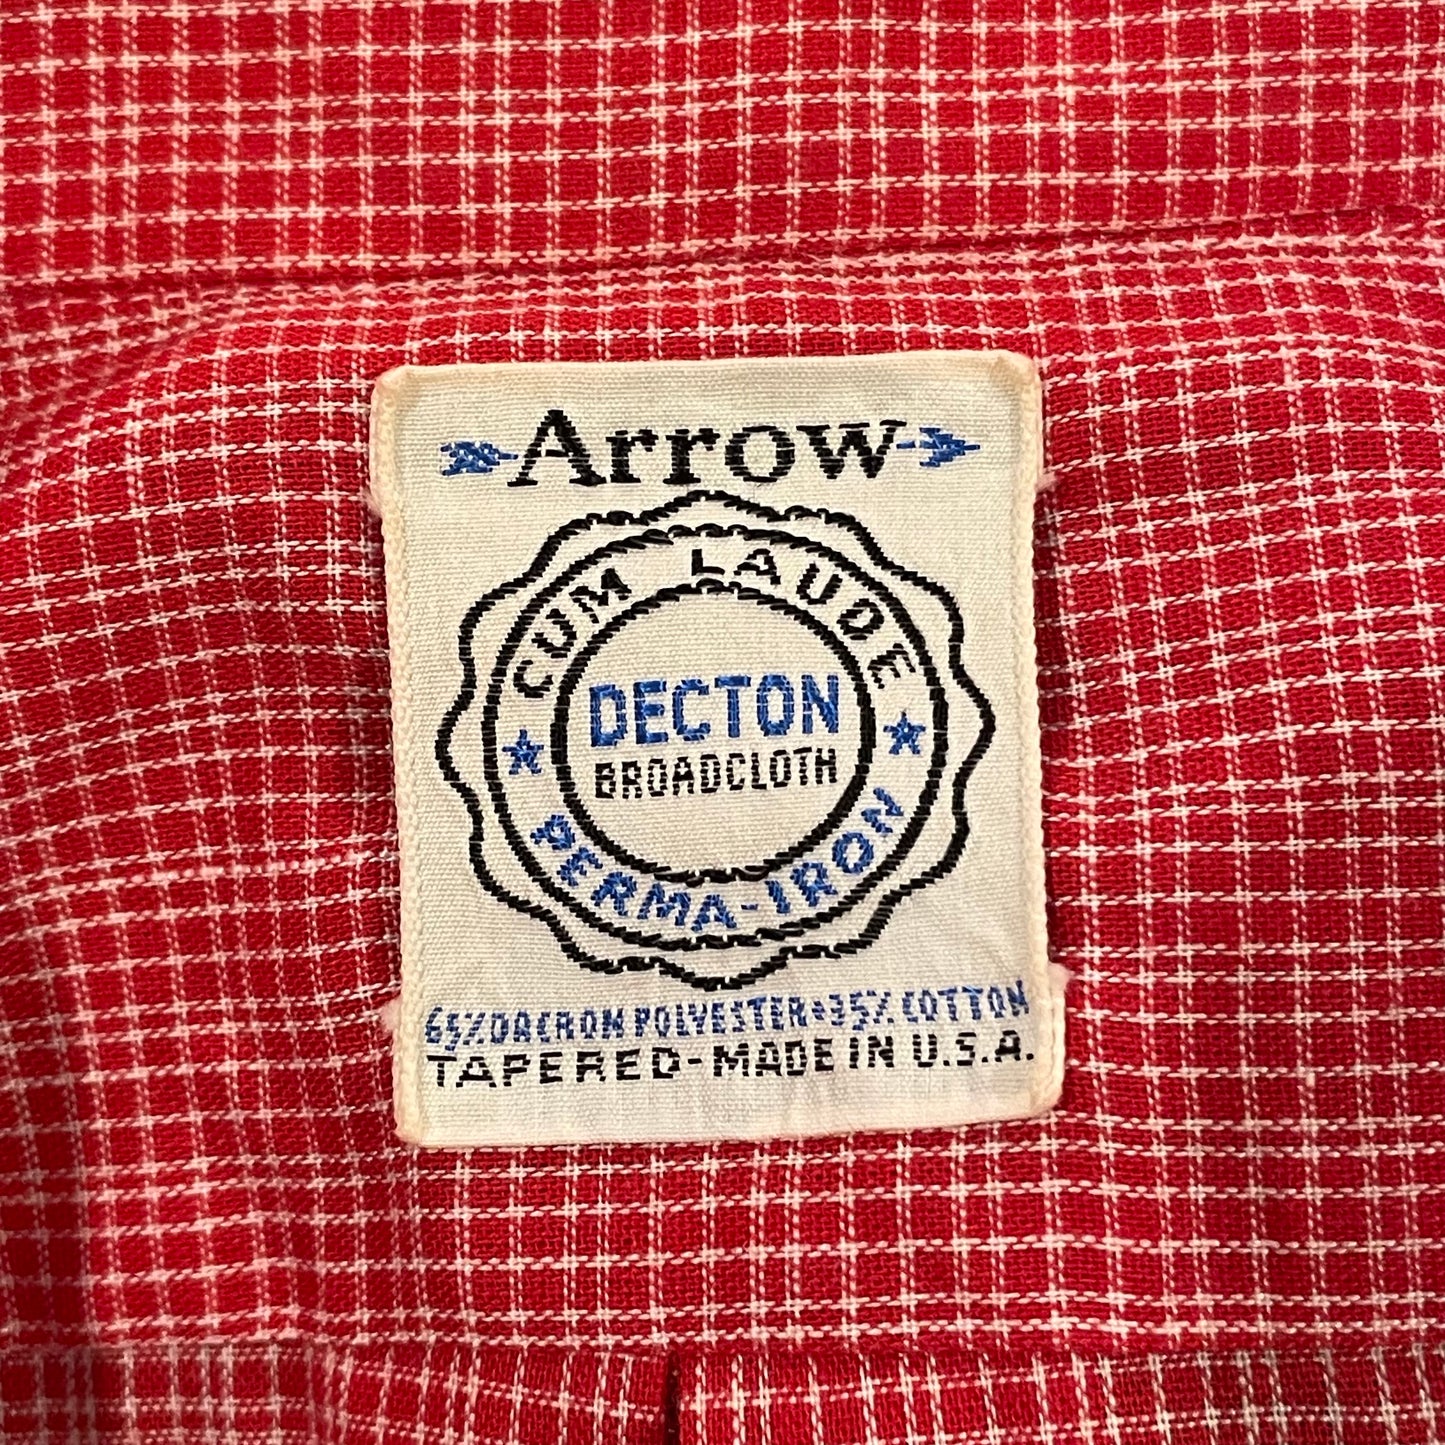 Arrow
CUM LAUDE
DECTON
BROADCLOTH
PERMA-IRON
65% DACRON POLYESTER + 35% COTTON
TAPERED-MADE IN U.S.A.